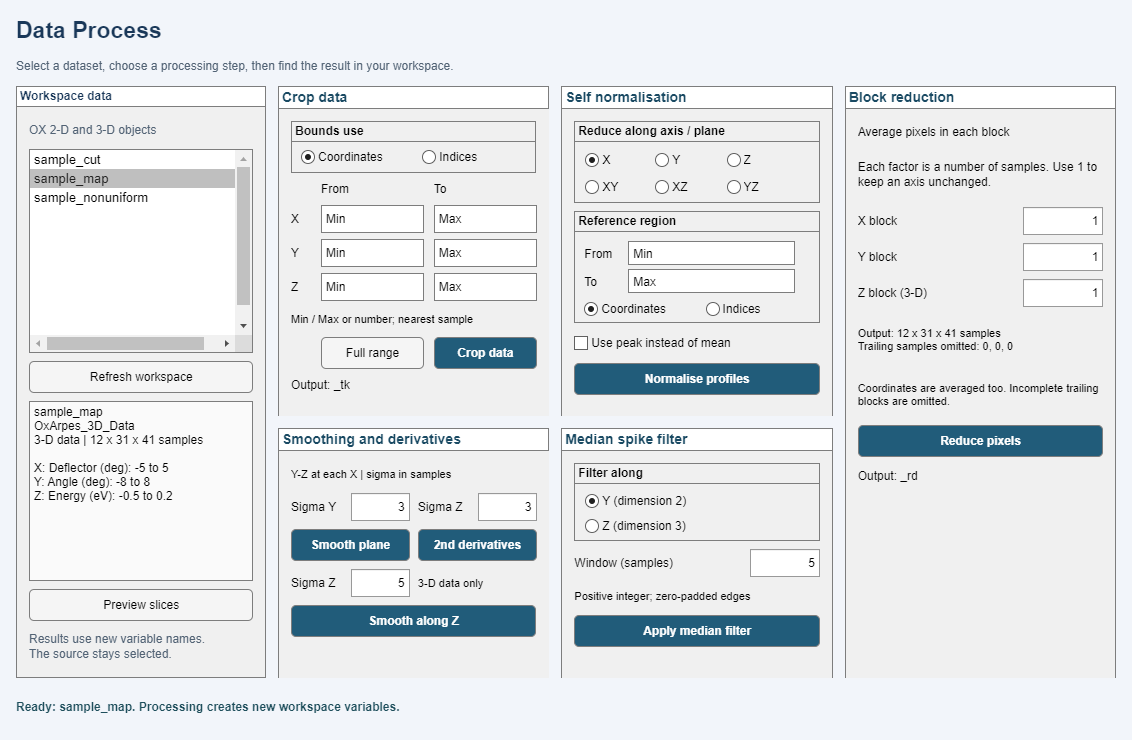 Data Process
Select a dataset, choose a processing step, then find the result in your workspace.
Workspace data
OX 2-D and 3-D objects
sample_cut
sample_map
sample_nonuniform
Refresh workspace
sample_map
OxArpes_3D_Data
3-D data | 12 x 31 x 41 samples
X: Deflector (deg): -5 to 5
Y: Angle (deg): -8 to 8
Z: Energy (eV): -0.5 to 0.2
Preview slices
Results use new variable names.
The source stays selected.
Crop data
Bounds use
Coordinates Indices
From To
X Min Max
Y Min Max
Z Min Max
Min / Max or number; nearest sample
Full range Crop data
Output: _tk
Smoothing and derivatives
Y-Z at each X | sigma in samples
Sigma Y 3 Sigma Z 3
Smooth plane 2nd derivatives
Sigma Z 5 3-D data only
Smooth along Z
Self normalisation
Reduce along axis / plane
X Y Z
XY XZ YZ
Reference region
From Min
To Max
Coordinates Indices
Use peak instead of mean
Normalise profiles
Median spike filter
Filter along
Y (dimension 2)
Z (dimension 3)
Window (samples) 5
Positive integer; zero-padded edges
Apply median filter
Block reduction
Average pixels in each block
Each factor is a number of samples. Use 1 to
keep an axis unchanged.
X block 1
Y block 1
Z block (3-D) 1
Output: 12 x 31 x 41 samples
Trailing samples omitted: 0, 0, 0
Coordinates are averaged too. Incomplete trailing
blocks are omitted.
Reduce pixels
Output: _rd
Ready: sample_map. Processing creates new workspace variables.